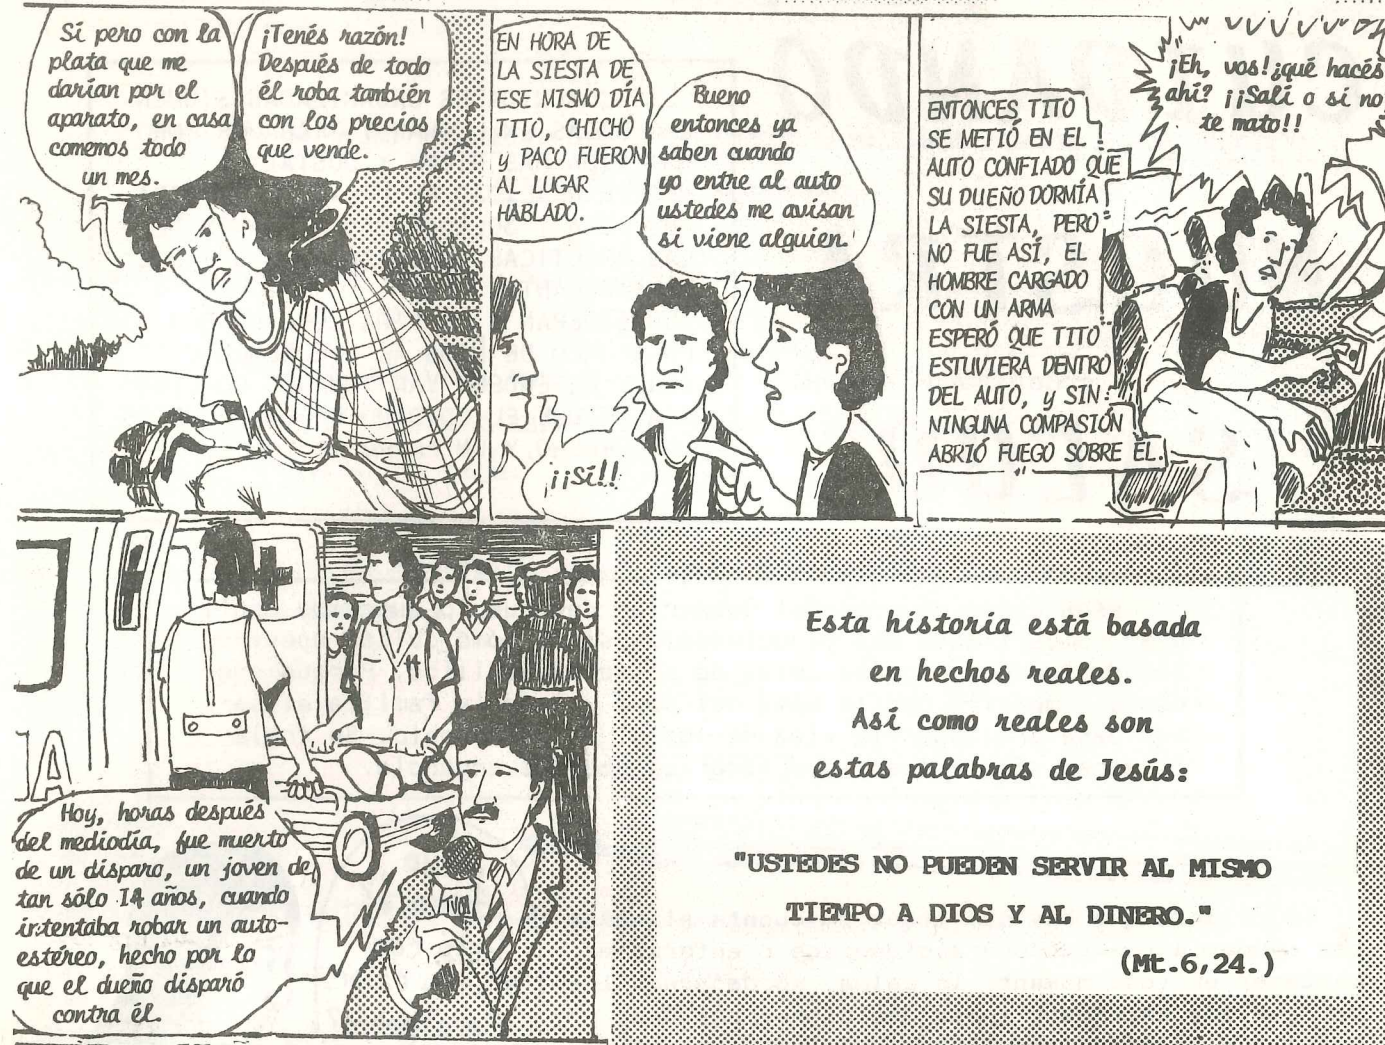 Sí pero con la
plata que me
darían por el
aparato, en casa
comemos todo
un mes.
¡Tenés razón!
Después de todo
él roba también
con los precios
que vende.
EN HORA DE
LA SIESTA DE
ESE MISMO DÍA
TITO, CHICHO
y PACO FUERON
AL LUGAR
HABLADO.
Bueno
entonces ya
saben cuando
yo entre al auto
ustedes me avisan
si viene alguien.
¡¡Sí!!
ENTONCES TITO
SE METIÓ EN EL
AUTO CONFIADO QUE
SU DUEÑO DORMÍA
LA SIESTA, PERO
NO FUE ASÍ, EL
HOMBRE CARGADO
CON UN ARMA
ESPERÓ QUE TITO
ESTUVIERA DENTRO
DEL AUTO, y SIN
NINGUNA COMPASIÓN
ABRIÓ FUEGO SOBRE EL.
¡Eh, vos! ¿qué hacés
ahí? ¡¡Salí o si no
te mato!!
Hoy, horas después
del mediodía, fue muerto
de un disparo, un joven de
tan sólo 14 años, cuando
intentaba robar un auto-
estéreo, hecho por lo
que el dueño disparó
contra él.
Esta historia está basada
en hechos reales.
Así como reales son
estas palabras de Jesús:
"USTEDES NO PUEDEN SERVIR AL MISMO
TIEMPO A DIOS Y AL DINERO."
(Mt.6,24.)